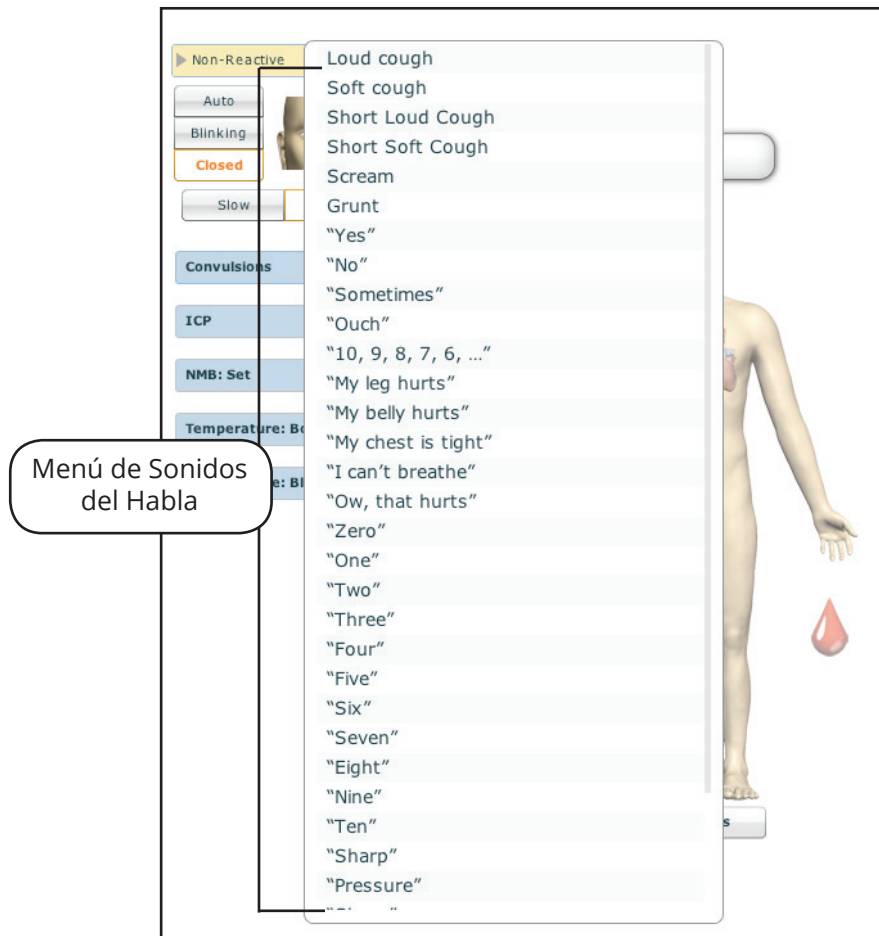 Non-Reactive
Auto
Blinking
Closed
Slow
Convulsions
ICP
NMB: Set
Temperature: Bo
e: Bl
Menú de Sonidos
del Habla
Loud cough
Soft cough
Short Loud Cough
Short Soft Cough
Scream
Grunt
“Yes”
“No”
“Sometimes”
“Ouch”
“10, 9, 8, 7, 6, …”
“My leg hurts”
“My belly hurts”
“My chest is tight”
“I can’t breathe”
“Ow, that hurts”
“Zero”
“One”
“Two”
“Three”
“Four”
“Five”
“Six”
“Seven”
“Eight”
“Nine”
“Ten”
“Sharp”
“Pressure”
s